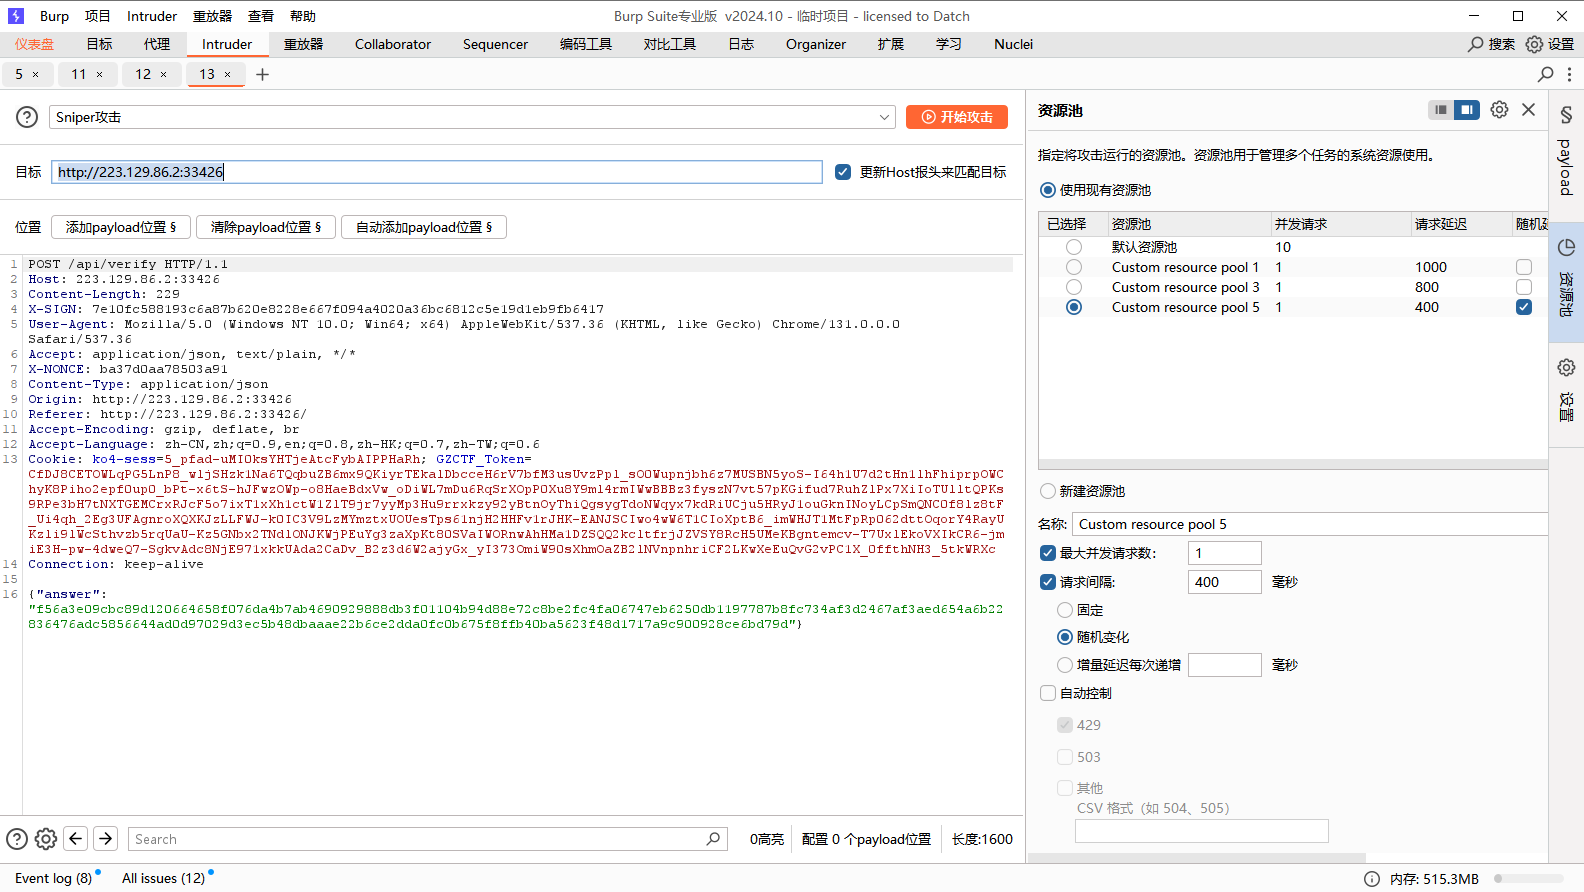 Burp 项目 Intruder 重放器 查看 帮助 Burp Suite专业版 v2024.10 - 临时项目 - licensed to Datch
仪表盘 目标 代理 Intruder 重放器 Collaborator Sequencer 编码工具 对比工具 日志 Organizer 扩展 学习 Nuclei 搜索 设置
5 × 11 × 12 × 13 × +
Sniper攻击 开始攻击
目标 http://223.129.86.2:33426 更新Host报头来匹配目标
位置 添加payload位置 § 清除payload位置 § 自动添加payload位置 §
1 POST /api/verify HTTP/1.1
2 Host: 223.129.86.2:33426
3 Content-Length: 229
4 X-SIGN: 7e10fc588193c6a87b620e8228e667f094a4020a36bc6812c5e19d1eb9fb6417
5 User-Agent: Mozilla/5.0 (Windows NT 10.0; Win64; x64) AppleWebKit/537.36 (KHTML, like Gecko) Chrome/131.0.0.0
Safari/537.36
6 Accept: application/json, text/plain, */*
7 X-NONCE: ba37d0aa78503a91
8 Content-Type: application/json
9 Origin: http://223.129.86.2:33426
10 Referer: http://223.129.86.2:33426/
11 Accept-Encoding: gzip, deflate, br
12 Accept-Language: zh-CN,zh;q=0.9,en;q=0.8,zh-HK;q=0.7,zh-TW;q=0.6
13 Cookie: ko4-sess=5_pfad-uMI0ksYHTjeAtcFybAIPPHaRh; GZCTF_Token=
14 Connection: keep-alive
15
16 {"answer":
"f56a3e09cbc89d120664658f076da4b7ab4690929888db3f01104b94d88e72c8be2fc4fa06747eb6250db1197787b8fc734af3d2467af3aed654a6b22
836476adc5856644ad0d97029d3ec5b48dbaaae22b6ce2dda0fc0b675f8ffb40ba5623f48d1717a9c900928ce6bd79d"}
Search 0高亮 配置 0 个payload位置 长度:1600
资源池
指定将攻击运行的资源池。资源池用于管理多个任务的系统资源使用。
使用现有资源池
已选择 资源池 并发请求 请求延迟 随机延
默认资源池 10
Custom resource pool 1 1 1000
Custom resource pool 3 1 800
Custom resource pool 5 1 400
新建资源池
名称: Custom resource pool 5
最大并发请求数: 1
请求间隔: 400 毫秒
固定
随机变化
增量延迟每次递增 毫秒
自动控制
429
503
其他
CSV 格式（如 504、505）
§ payload
资源池
设置
Event log (8) All issues (12) 内存: 515.3MB